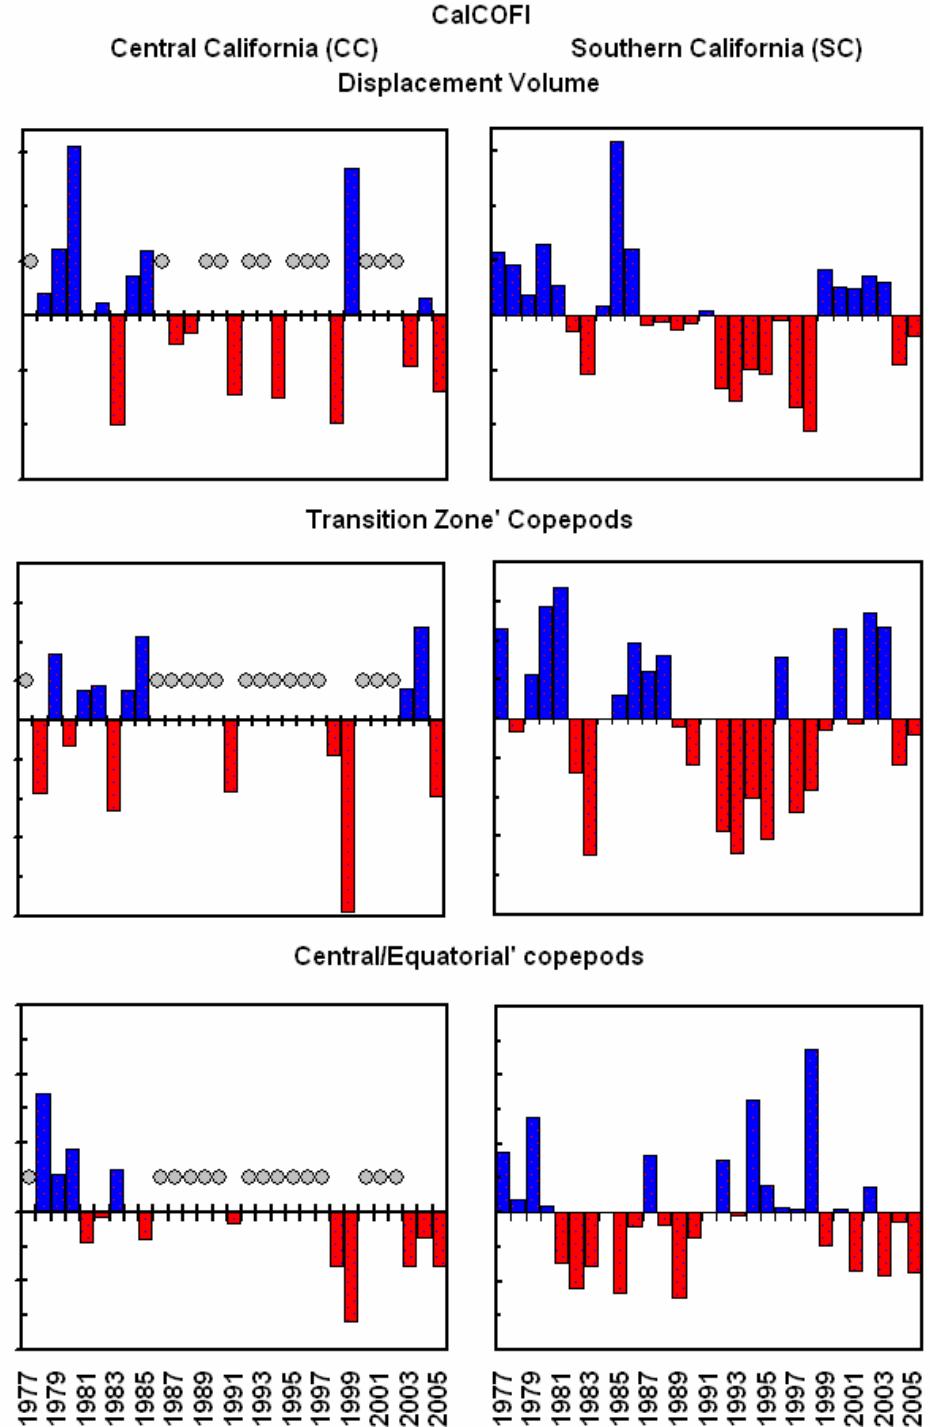 CalCOFI
Central California (CC) Southern California (SC)
Displacement Volume
Transition Zone' Copepods
Central/Equatorial' copepods
1977 1979 1981 1983 1985 1987 1989 1991 1993 1995 1997 1999 2001 2003 2005 1977 1979 1981 1983 1985 1987 1989 1991 1993 1995 1997 1999 2001 2003 2005